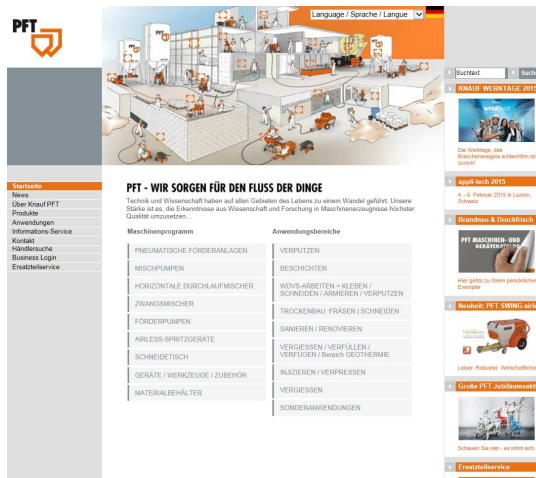 PFT
Language / Sprache / Langue
Suchtext
Such
Startseite
News
Über Knauf PFT
Produkte
Anwendungen
Informations-Service
Kontakt
Händlersuche
Business Login
Ersatzteilservice
PFT - WIR SORGEN FÜR DEN FLUSS DER DINGE
Technik und Wissenschaft haben auf allen Gebieten des Lebens zu einem Wandel geführt. Unsere
Stärke ist es, die Erkenntnisse aus Wissenschaft und Forschung in Maschinenerzeugnisse höchster
Qualität umzusetzen...
Maschinenprogramm
PNEUMATISCHE FÖRDERANLAGEN
MISCHPUMPEN
HORIZONTALE DURCHLAUFMISCHER
ZWANGSMISCHER
FÖRDERPUMPEN
AIRLESS-SPRITZGERÄTE
SCHNEIDETISCH
GERÄTE / WERKZEUGE / ZUBEHÖR
MATERIALBEHÄLTER
Anwendungsbereiche
VERPUTZEN
BESCHICHTEN
WDVS-ARBEITEN = KLEBEN /
SCHNEIDEN / ARMIEREN / VERPUTZEN
TROCKENBAU: FRÄSEN | SCHNEIDEN
SANIEREN / RENOVIEREN
VERGIESSEN / VERFÜLLEN /
VERFUGEN / Bereich GEOTHERMIE
INJIZIEREN / VERPRESSEN
VERGIESSEN
SONDERANWENDUNGEN
KNAUF WERKTAGE 2015
WERKTAGE
Die Werktage, das
Branchenereignis schlechthin ist
zurück!
appli-tech 2015
4. - 6. Februar 2015 in Luzern,
Schweiz
Brandneu & Druckfrisch
PFT MASCHINEN- UND
Hier gehts zu Ihrem persönlichen
Exemplar
Neuheit: PFT SWING airle
Leiser. Robuster. Wirtschaftliche
Große PFT Jubiläumsakti
Schauen Sie rein - es lohnt sich.
Ersatzteilservice